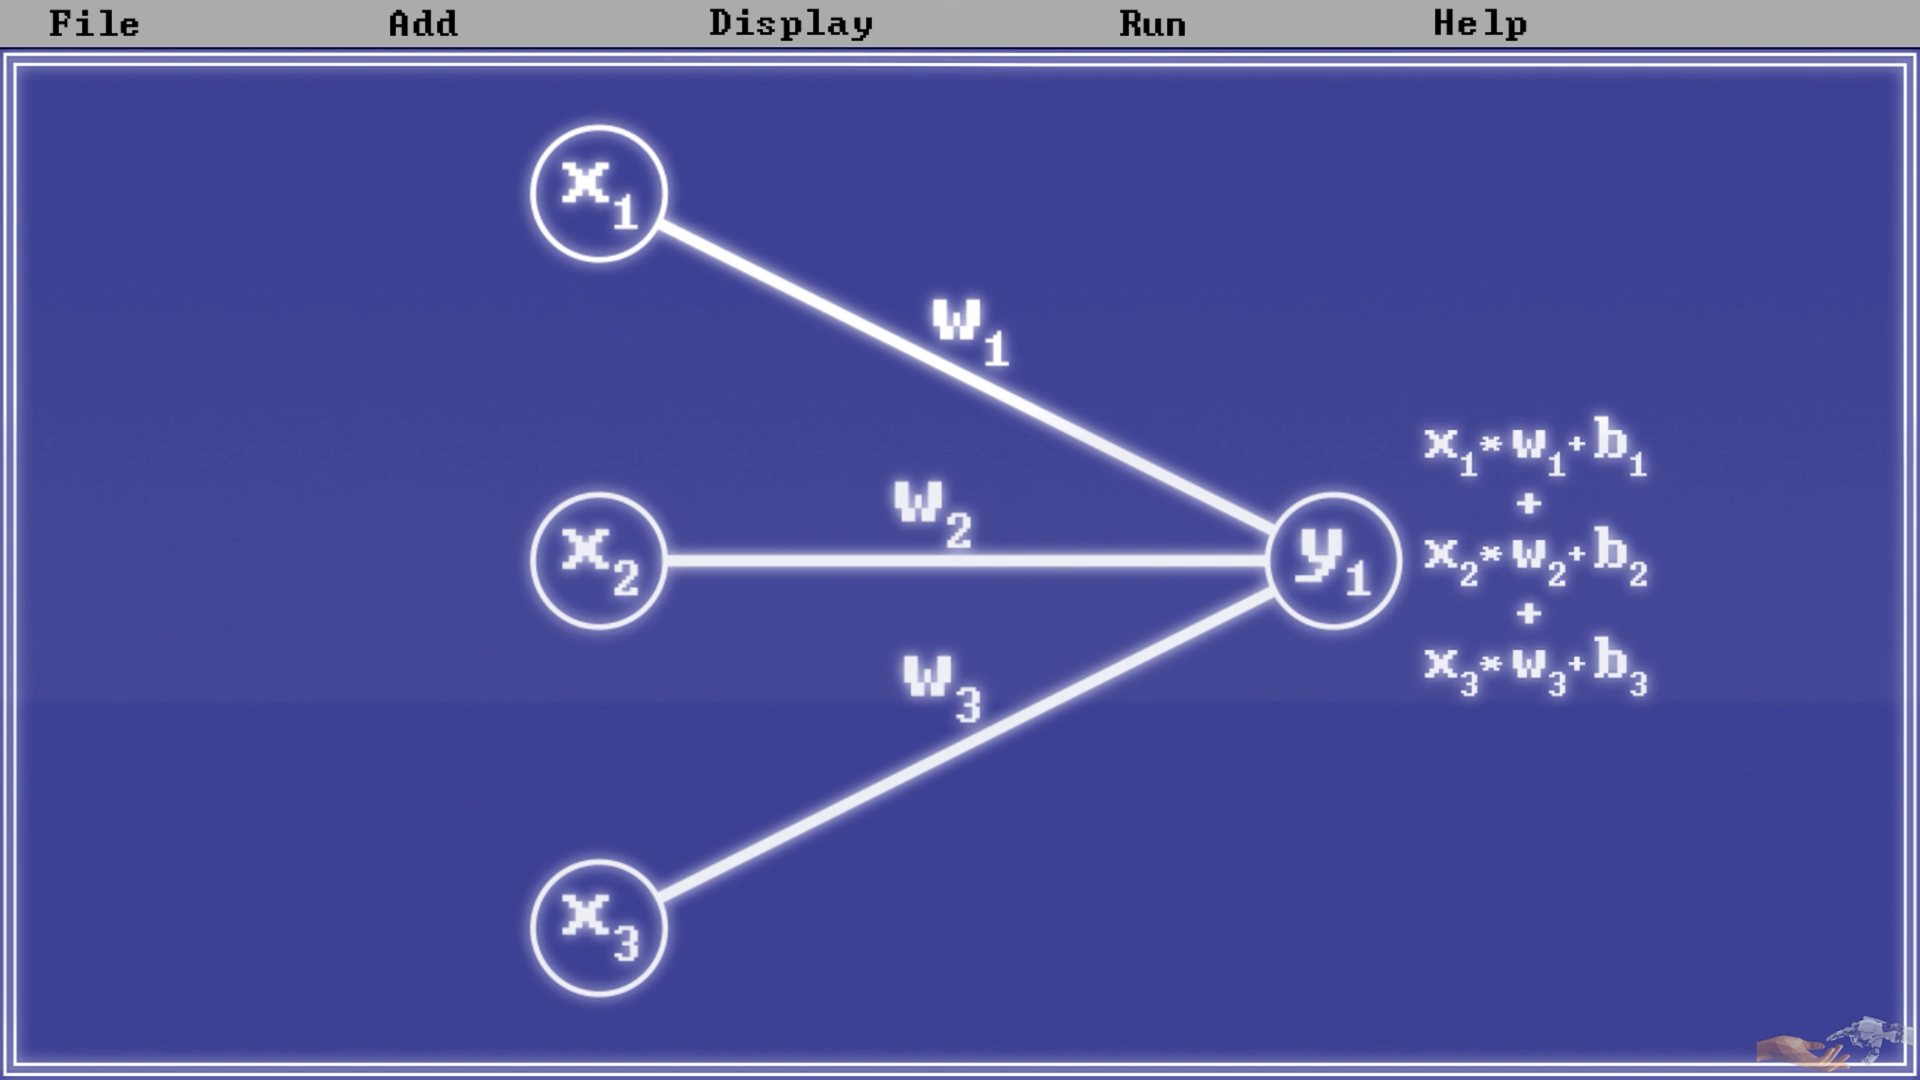 File Add Display Run Help
x₁
w₁
x₁*w₁+b₁
+
w₂
x₂
y₁
x₂*w₂+b₂
+
w₃
x₃*w₃+b₃
x₃